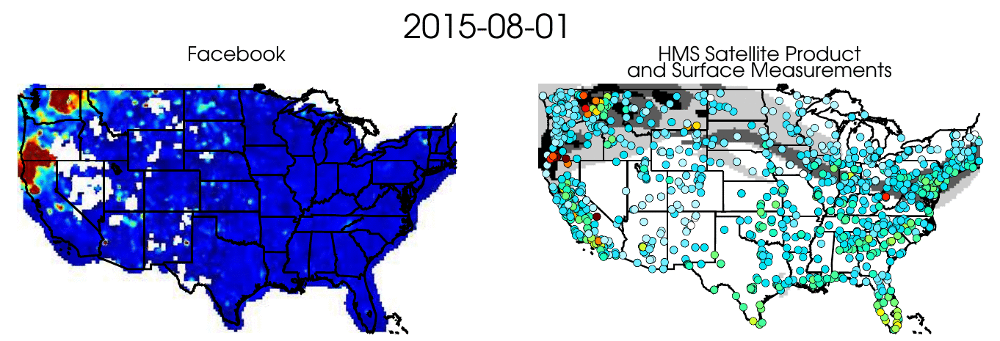 2015-08-01
Facebook
HMS Satellite Product
and Surface Measurements